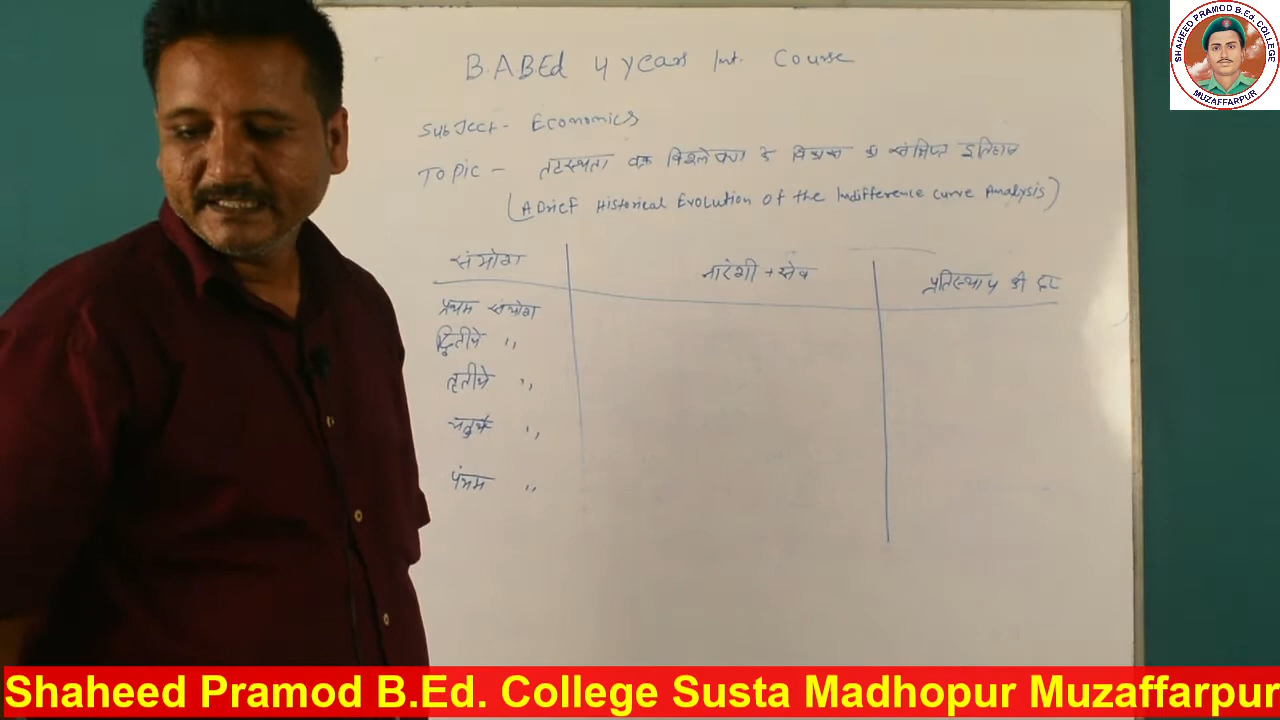 B.A B.Ed 4 years Int. Course
Subject - Economics
Topic - तटस्थता वक्र विश्लेषण के विकास का संक्षिप्त इतिहास
(A Brief Historical Evolution of the Indifference Curve Analysis)
संयोग नारंगी + सेव प्रतिस्थाप की दर
प्रथम संयोग
द्वितीये ,,
तृतीये ,,
चतुर्थ ,,
पंचम ,,
SHAHEED PRAMOD B.Ed. COLLEGE
MUZAFFARPUR
Shaheed Pramod B.Ed. College Susta Madhopur Muzaffarpur